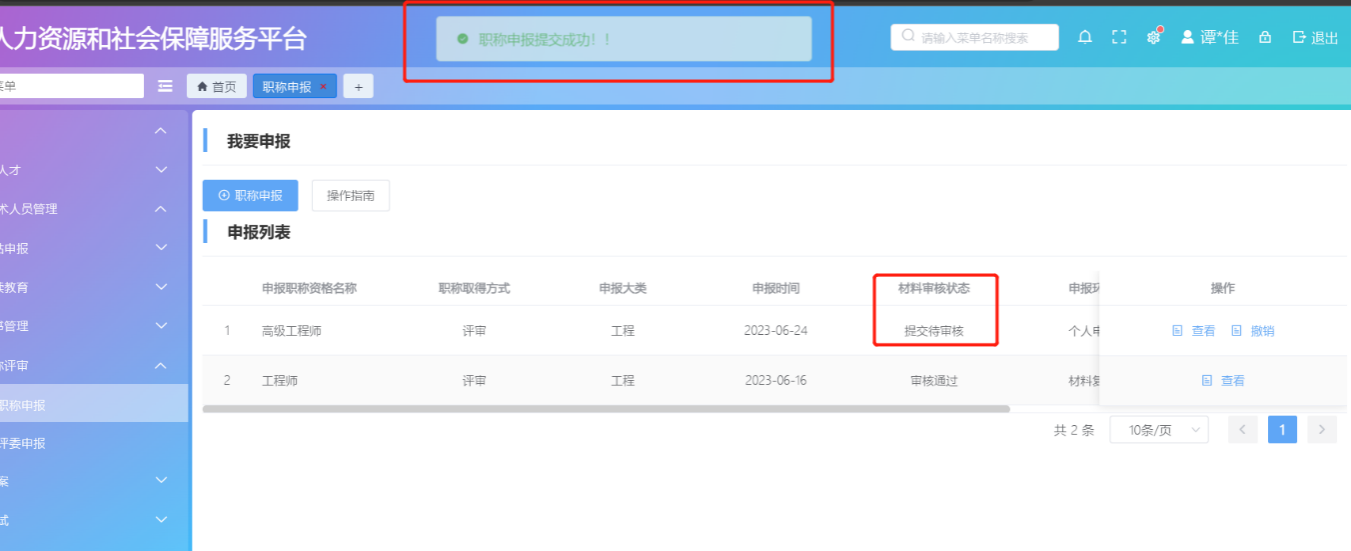 人力资源和社会保障服务平台
职称申报提交成功！！
请输入菜单名称搜索
谭*佳
退出
菜单
首页
职称申报 ×
+
人才
术人员管理
站申报
续教育
事管理
称评审
职称申报
评委申报
案
试
我要申报
职称申报
操作指南
申报列表
申报职称资格名称 职称取得方式 申报大类 申报时间 材料审核状态 申报环 操作
1 高级工程师 评审 工程 2023-06-24 提交待审核 个人申 查看 撤销
2 工程师 评审 工程 2023-06-16 审核通过 材料复 查看
共 2 条 10条/页 < 1 >